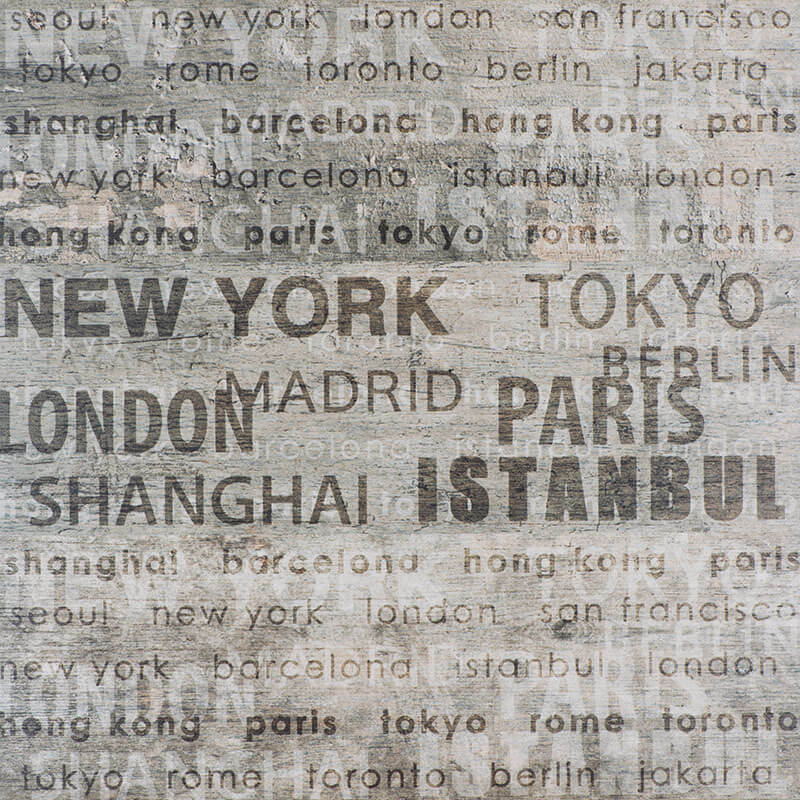 seoul new york london san francisco
tokyo rome toronto berlin jakarta
shanghai barcelona hong kong paris
new york barcelona istanbul london
hong kong paris tokyo rome toronto
NEW YORK TOKYO
BERLIN
MADRID
LONDON PARIS
SHANGHAI ISTANBUL
shanghai barcelona hong kong paris
seoul new york london san francisco
new york barcelona istanbul london
hong kong paris tokyo rome toronto
tokyo rome toronto berlin jakarta